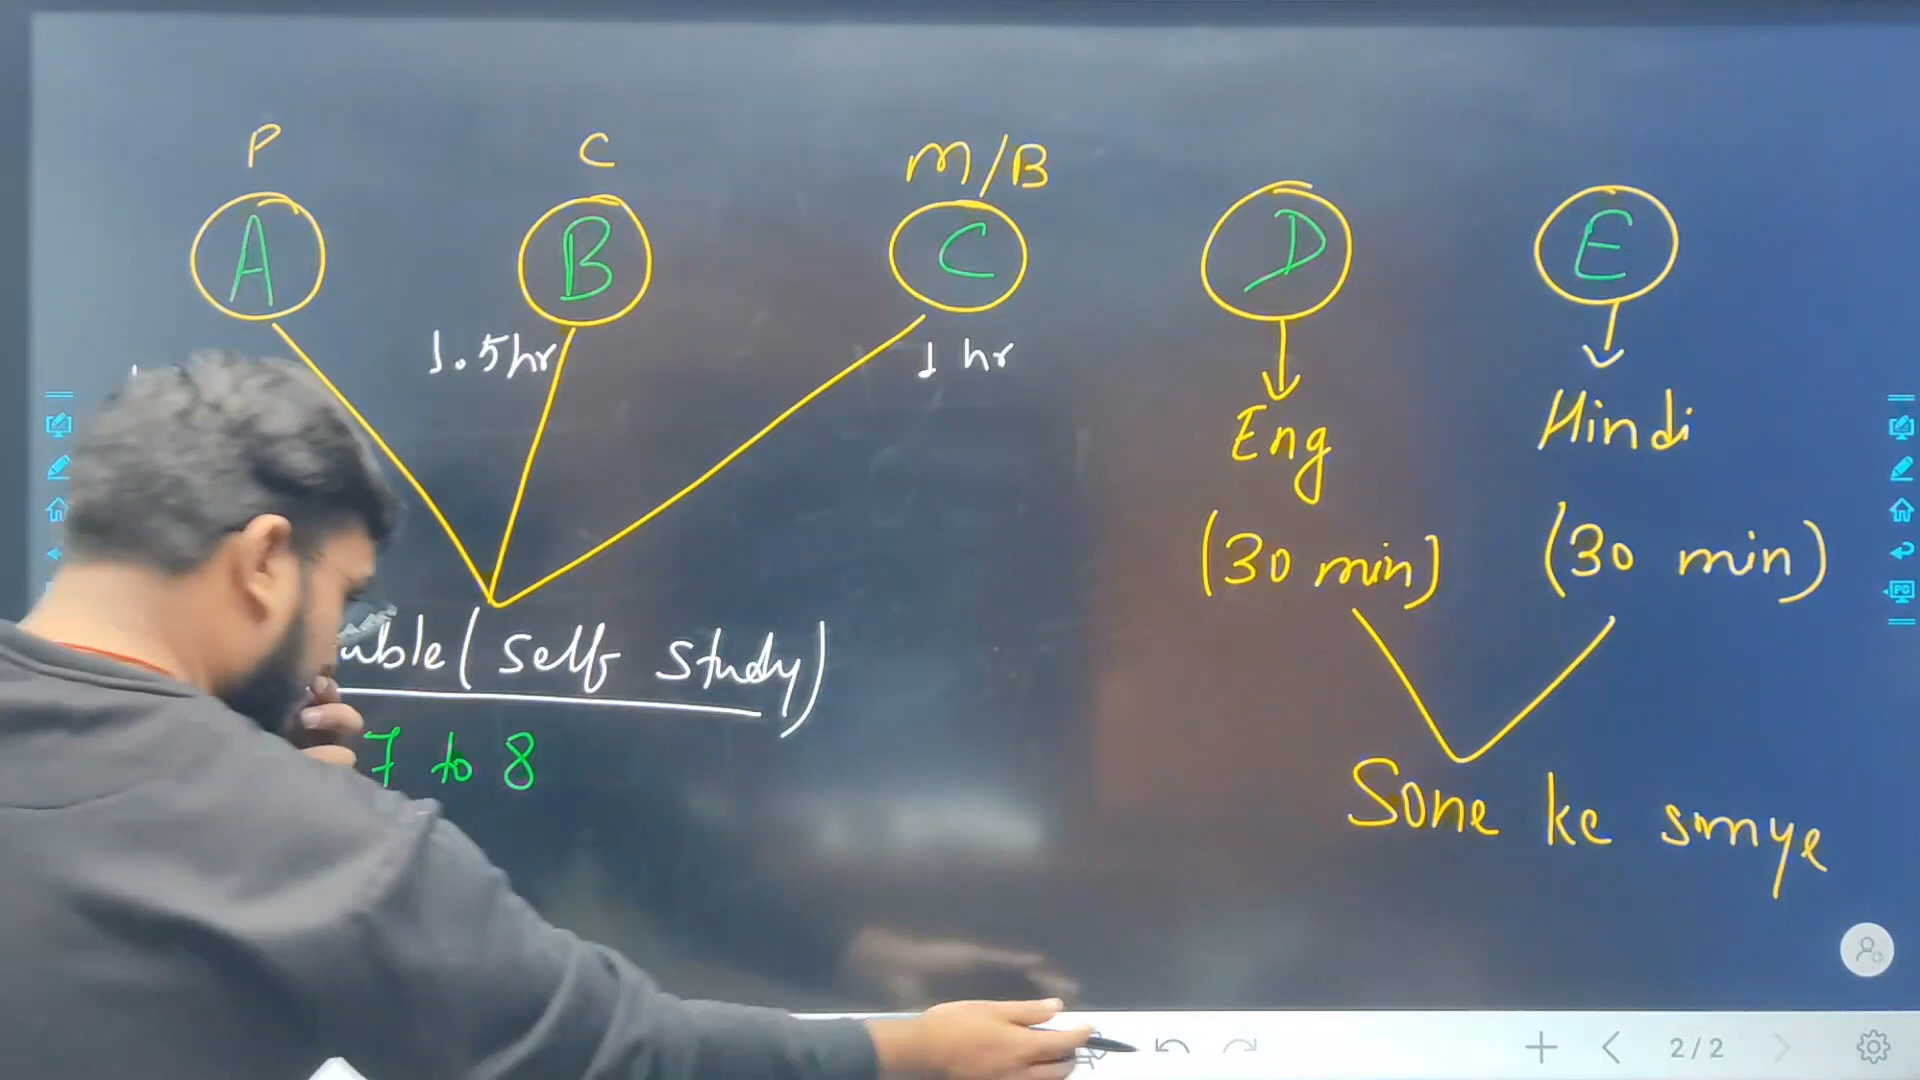 P C M/B
A B C D E
1.5hr 1 hr
Eng Hindi
(30 min) (30 min)
(Self Study)
7 to 8
Sone ke smye
2/2